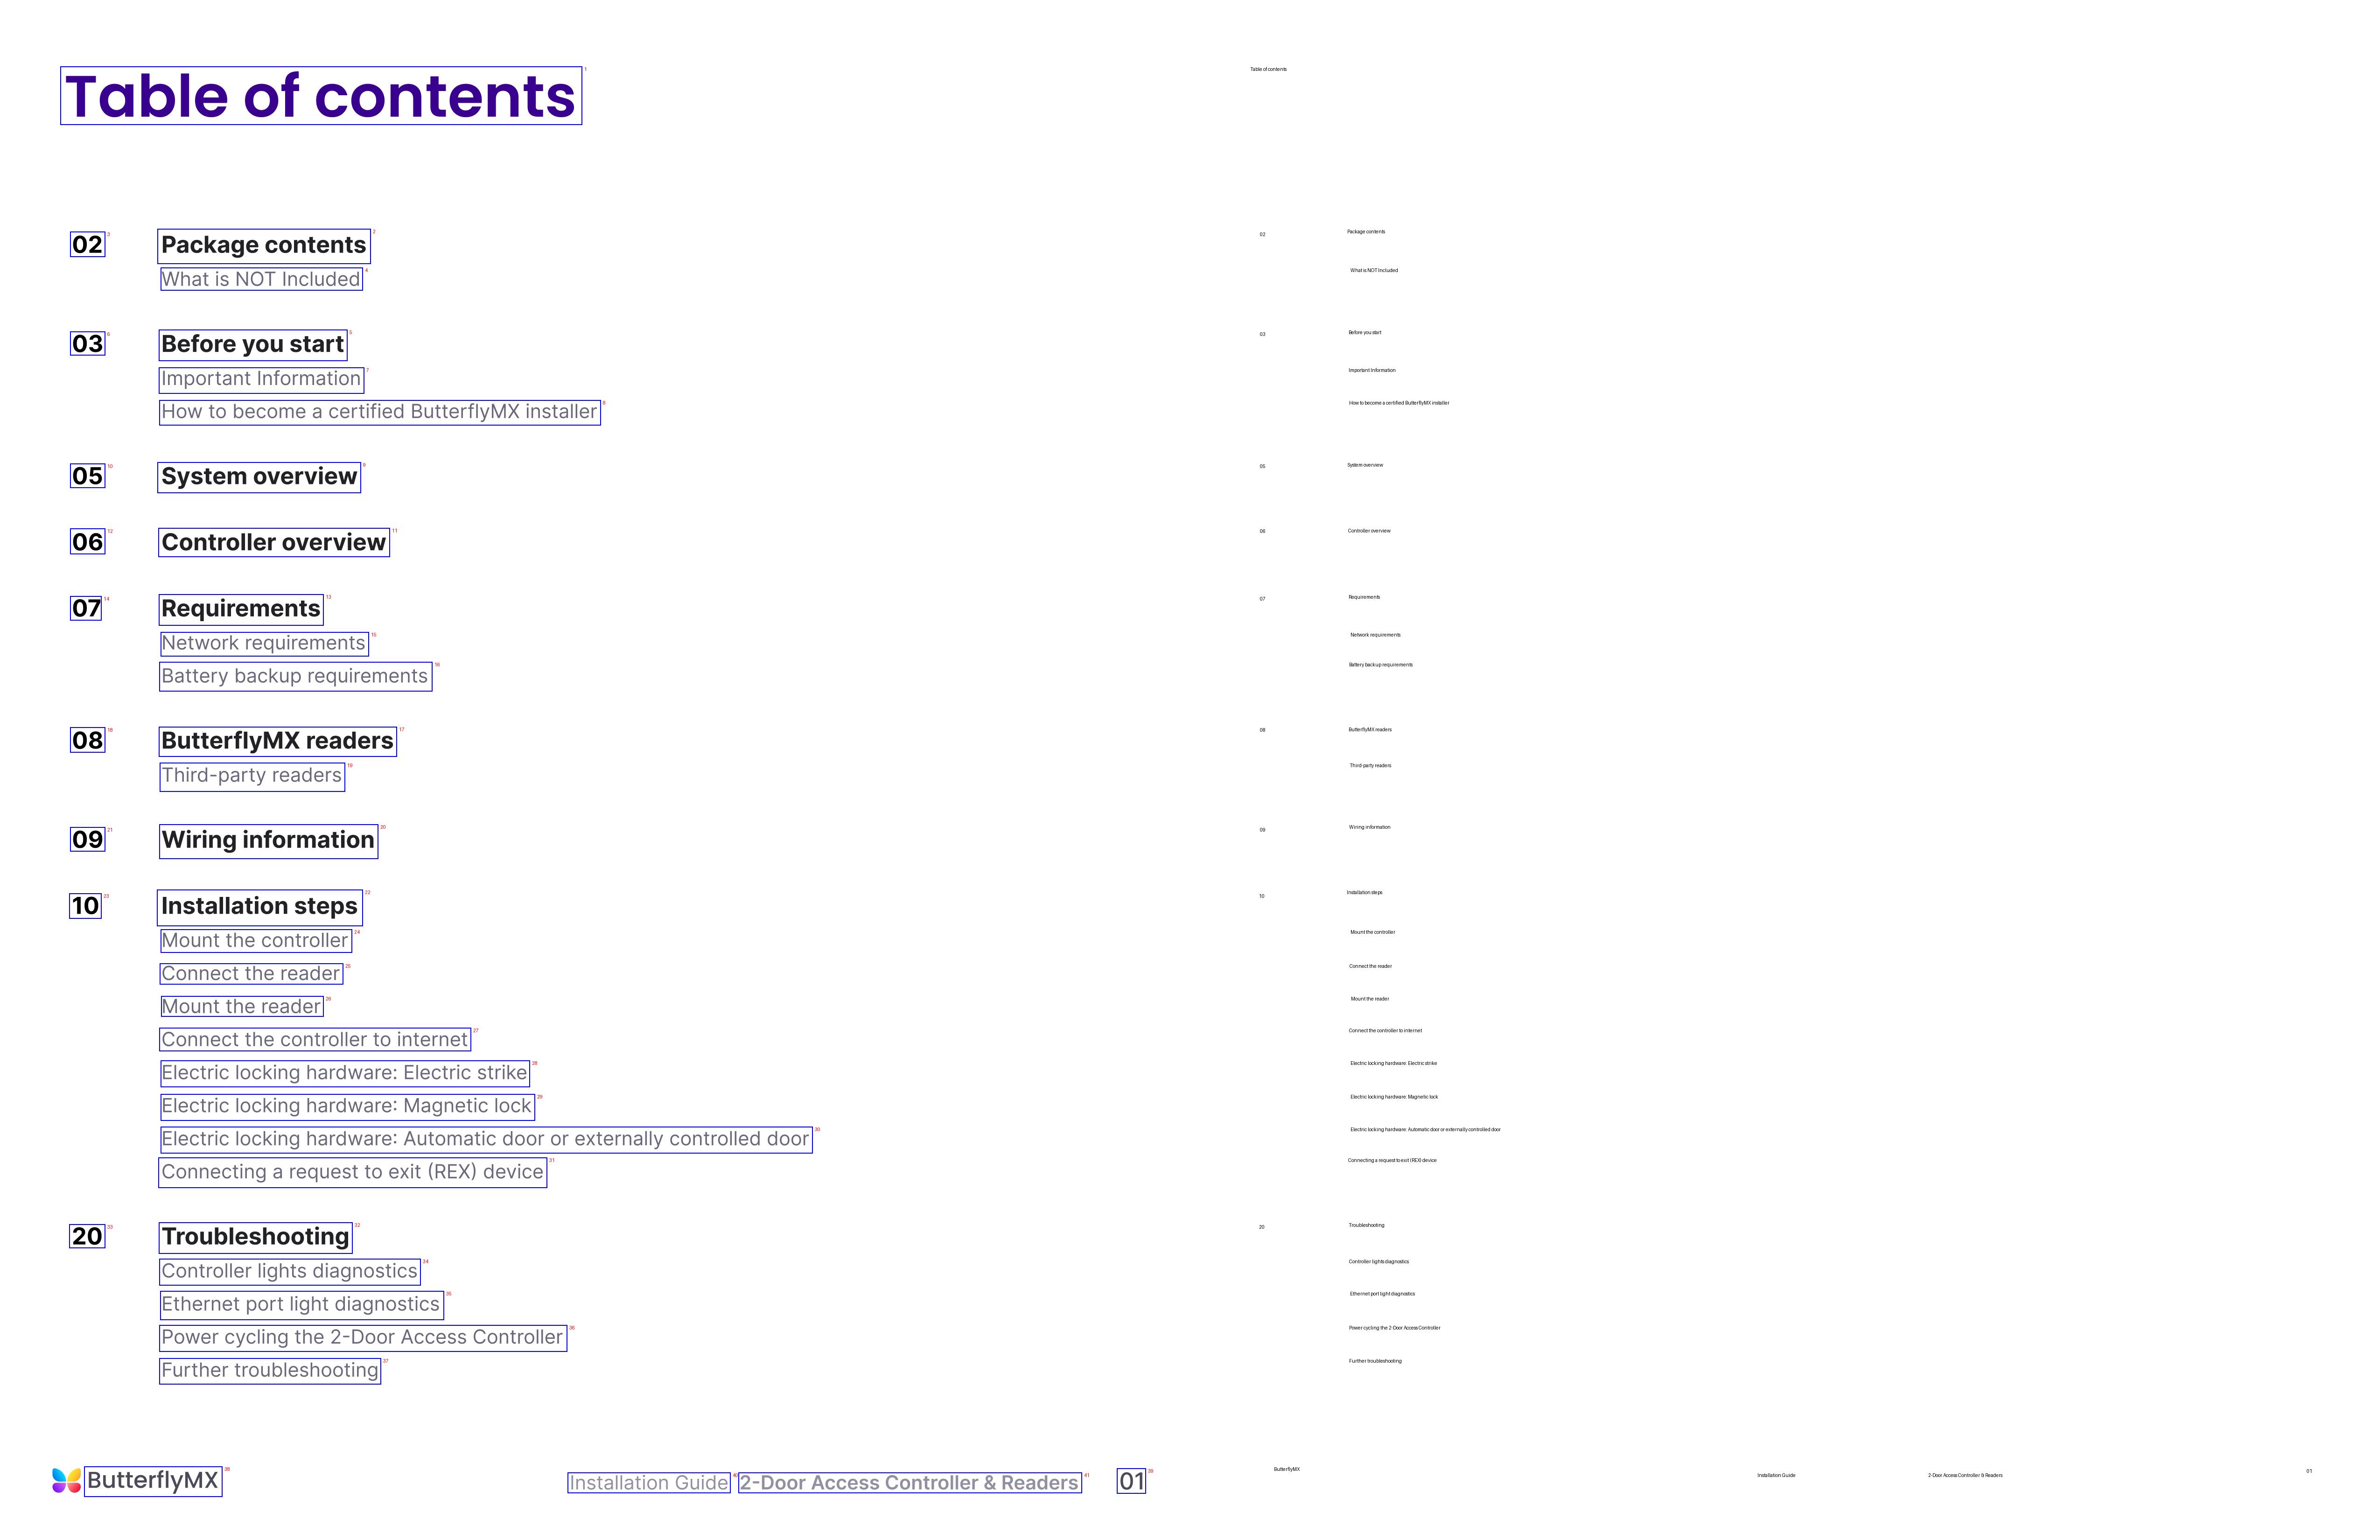 Table of contents
02 Package contents
What is NOT Included
03 Before you start
Important Information
How to become a certified ButterflyMX installer
05 System overview
06 Controller overview
07 Requirements
Network requirements
Battery backup requirements
08 ButterflyMX readers
Third-party readers
09 Wiring information
10 Installation steps
Mount the controller
Connect the reader
Mount the reader
Connect the controller to internet
Electric locking hardware: Electric strike
Electric locking hardware: Magnetic lock
Electric locking hardware: Automatic door or externally controlled door
Connecting a request to exit (REX) device
20 Troubleshooting
Controller lights diagnostics
Ethernet port light diagnostics
Power cycling the 2-Door Access Controller
Further troubleshooting
ButterflyMX Installation Guide 2-Door Access Controller & Readers 01
Table of contents
02 Package contents
What is NOT Included
03 Before you start
Important Information
How to become a certified ButterflyMX installer
05 System overview
06 Controller overview
07 Requirements
Network requirements
Battery backup requirements
08 ButterflyMX readers
Third-party readers
09 Wiring information
10 Installation steps
Mount the controller
Connect the reader
Mount the reader
Connect the controller to internet
Electric locking hardware: Electric strike
Electric locking hardware: Magnetic lock
Electric locking hardware: Automatic door or externally controlled door
Connecting a request to exit (REX) device
20 Troubleshooting
Controller lights diagnostics
Ethernet port light diagnostics
Power cycling the 2-Door Access Controller
Further troubleshooting
ButterflyMX Installation Guide 2-Door Access Controller & Readers 01